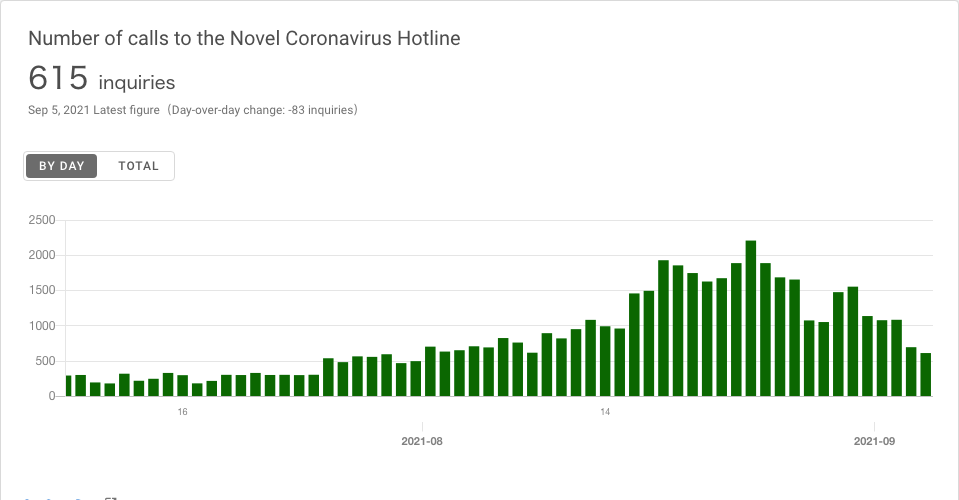 Number of calls to the Novel Coronavirus Hotline
615 inquiries
Sep 5, 2021 Latest figure（Day-over-day change: -83 inquiries）
BY DAY TOTAL
2500
2000
1500
1000
500
0
16 14
2021-08 2021-09